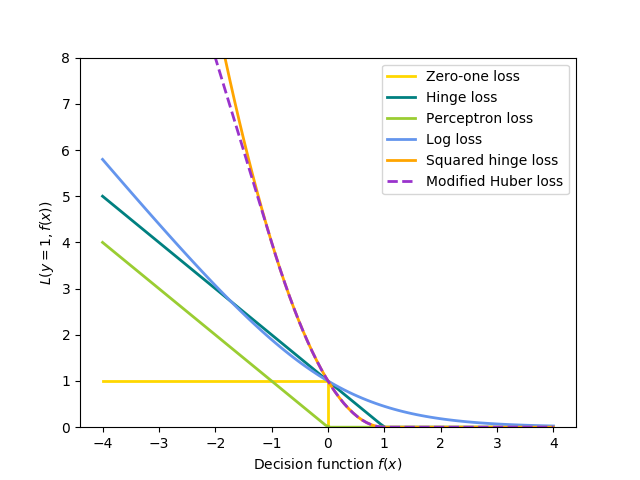 8
7
6
5
4
3
2
1
0
L(y = 1, f(x))
Zero-one loss
Hinge loss
Perceptron loss
Log loss
Squared hinge loss
Modified Huber loss
−4 −3 −2 −1 0 1 2 3 4
Decision function f(x)